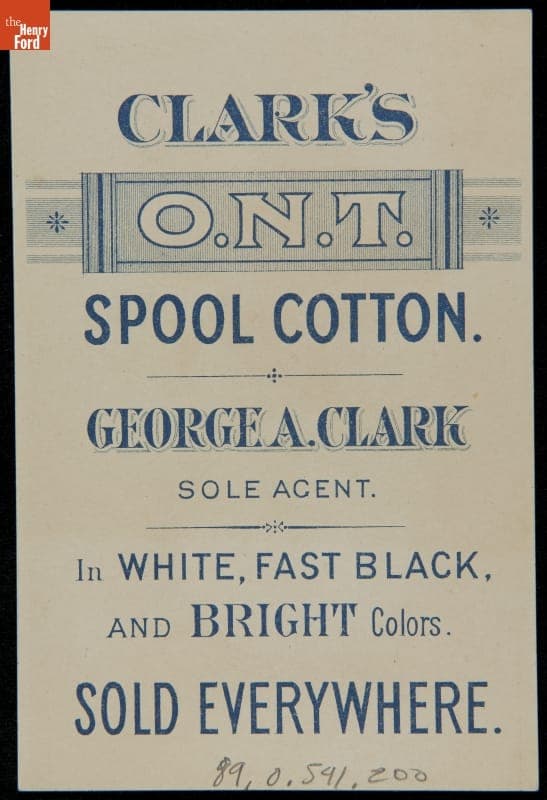 the
Henry
Ford
CLARK'S
O.N.T.
SPOOL COTTON.
GEORGE A. CLARK
SOLE AGENT.
In WHITE, FAST BLACK,
AND BRIGHT Colors.
SOLD EVERYWHERE.
89.0.541.200